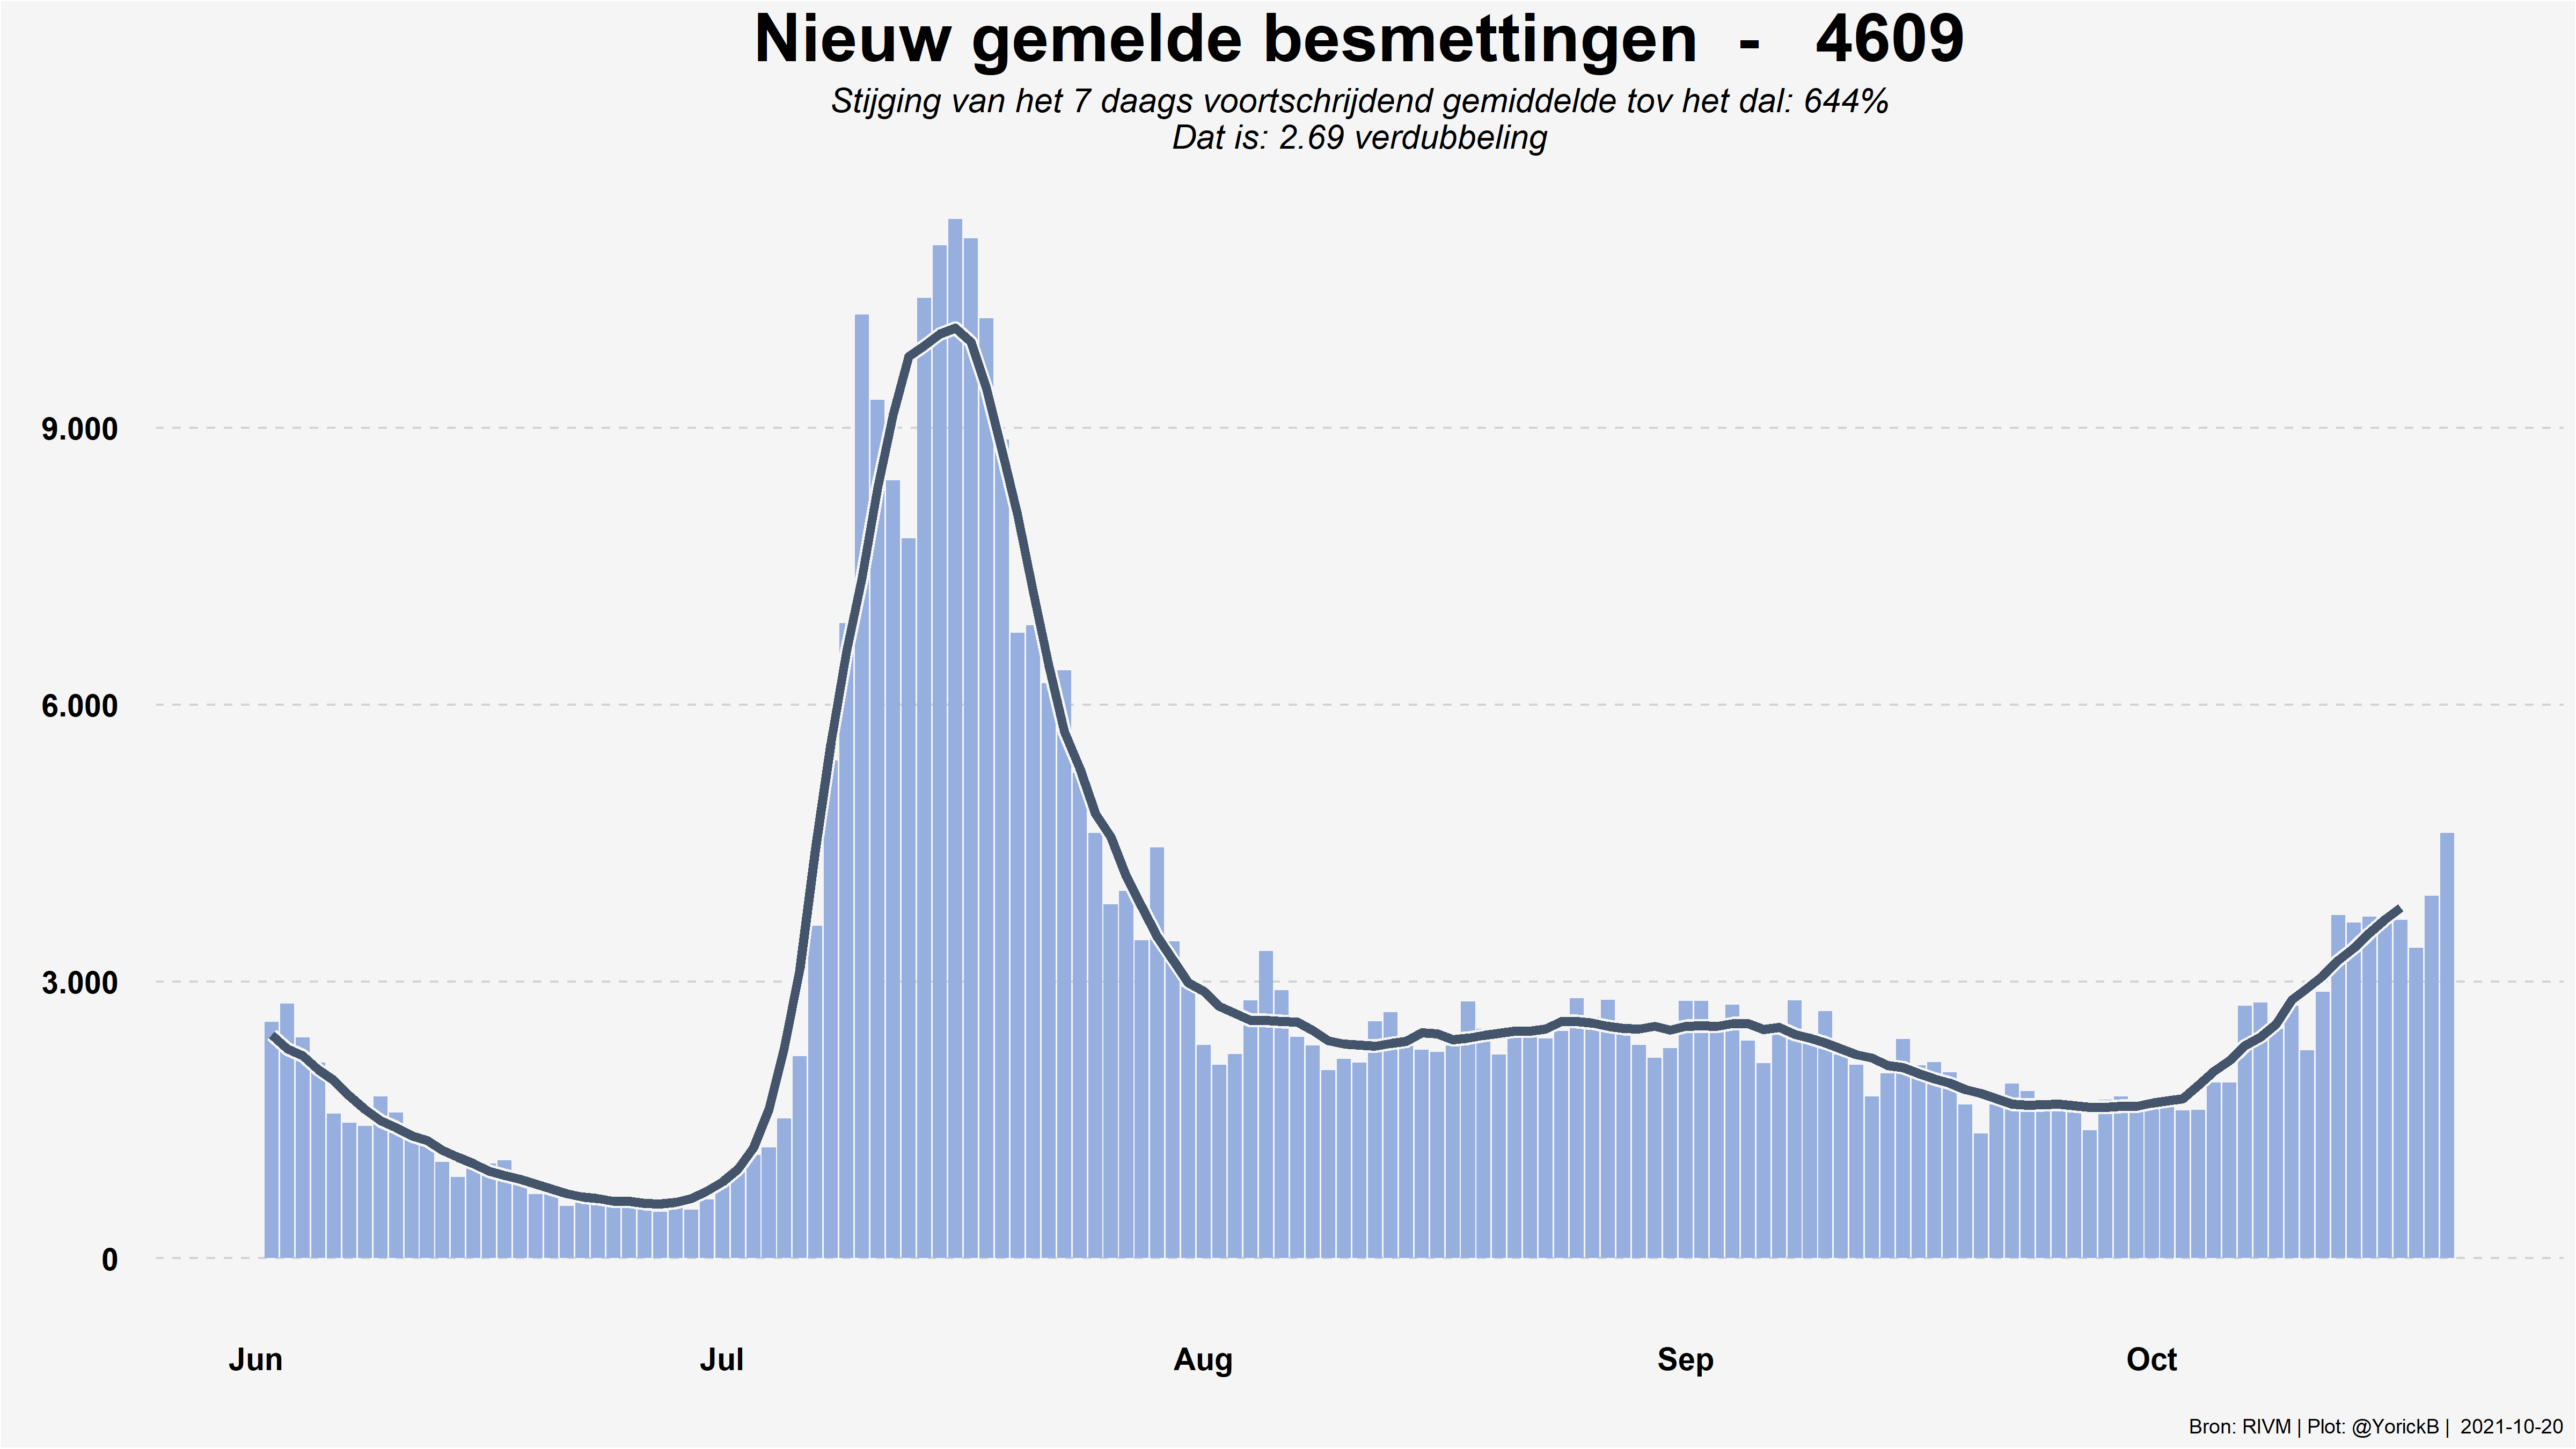 Nieuw gemelde besmettingen - 4609
Stijging van het 7 daags voortschrijdend gemiddelde tov het dal: 644%
Dat is: 2.69 verdubbeling
9.000
6.000
3.000
0
Jun Jul Aug Sep Oct
Bron: RIVM | Plot: @YorickB | 2021-10-20